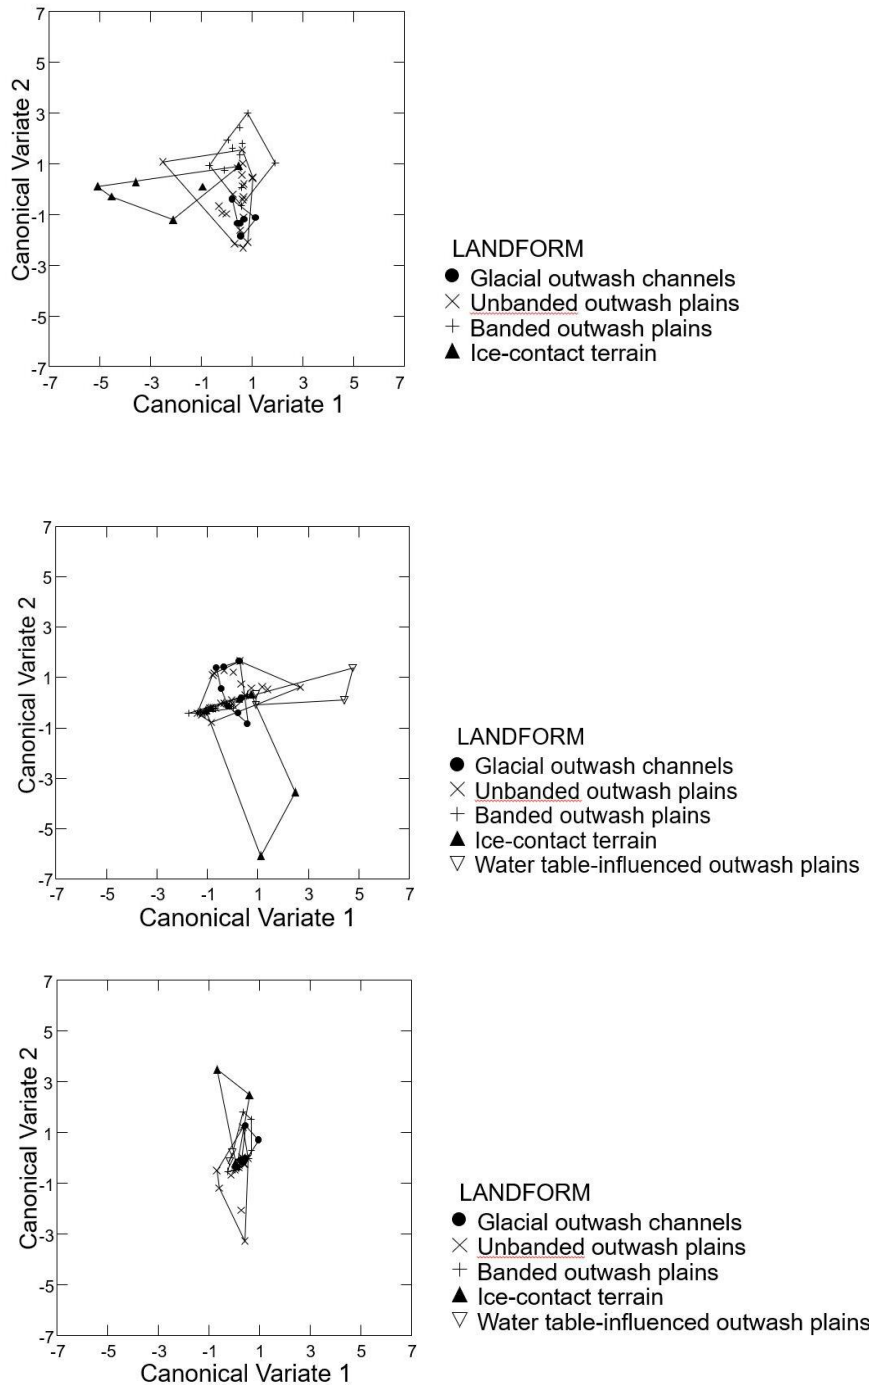 7
5
3
1
-1
-3
-5
-7
-7 -5 -3 -1 1 3 5 7
Canonical Variate 2
Canonical Variate 1
LANDFORM
Glacial outwash channels
Unbanded outwash plains
Banded outwash plains
Ice-contact terrain
7
5
3
1
-1
-3
-5
-7
-7 -5 -3 -1 1 3 5 7
Canonical Variate 2
Canonical Variate 1
LANDFORM
Glacial outwash channels
Unbanded outwash plains
Banded outwash plains
Ice-contact terrain
Water table-influenced outwash plains
7
5
3
1
-1
-3
-5
-7
-7 -5 -3 -1 1 3 5 7
Canonical Variate 2
Canonical Variate 1
LANDFORM
Glacial outwash channels
Unbanded outwash plains
Banded outwash plains
Ice-contact terrain
Water table-influenced outwash plains